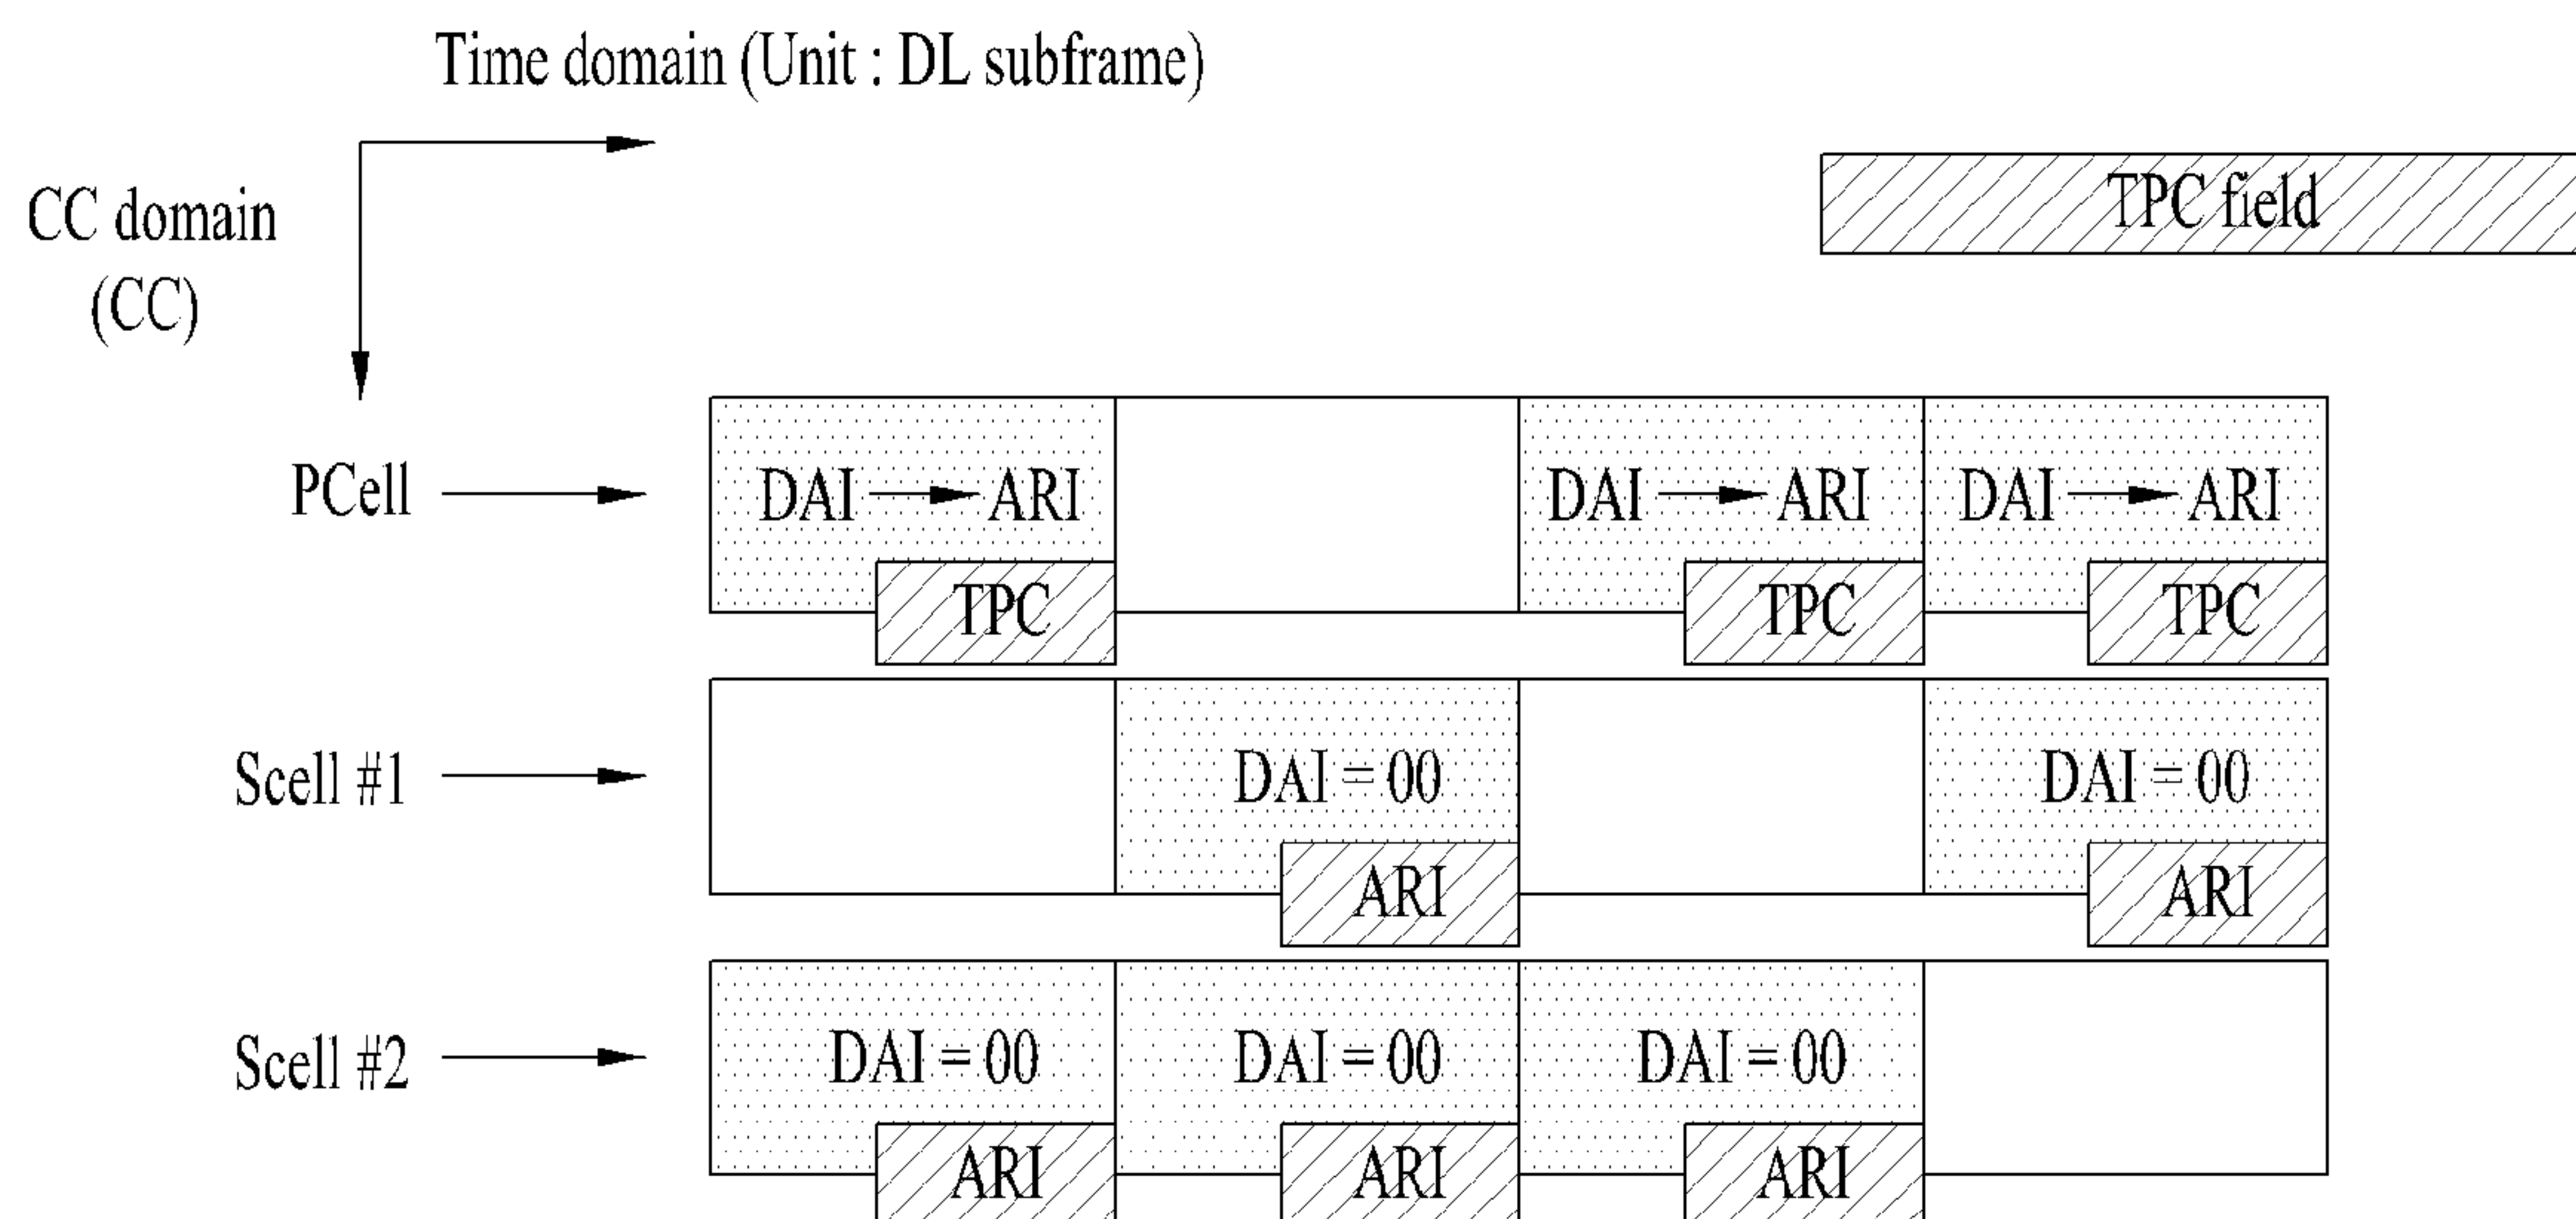 Time domain (Unit : DL subframe)
CC domain
(CC)
TPC field
PCell
DAI ARI
DAI ARI
DAI ARI
TPC
TPC
TPC
Scell #1
DAI = 00
DAI = 00
ARI
ARI
Scell #2
DAI = 00
DAI = 00
DAI = 00
ARI
ARI
ARI